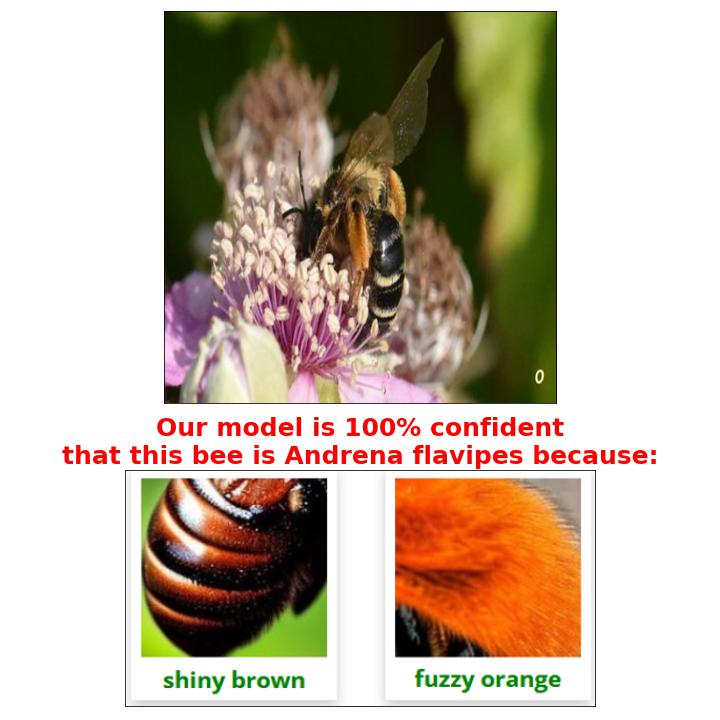 0
Our model is 100% confident
that this bee is Andrena flavipes because:
shiny brown
fuzzy orange